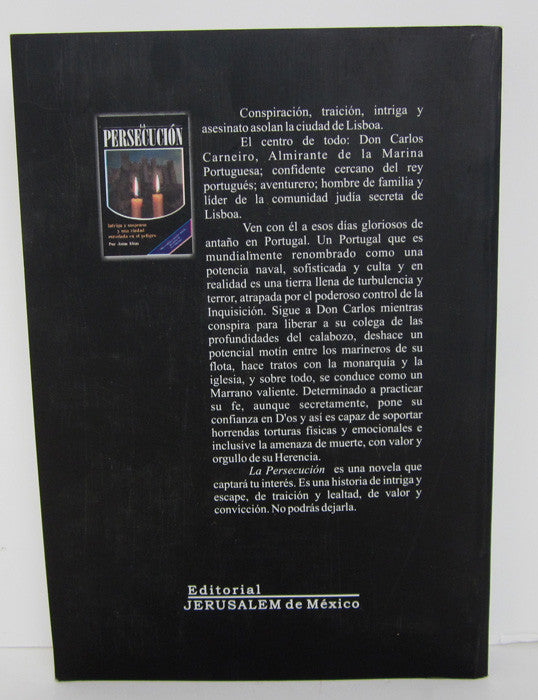 LA
PERSECUCIÓN
Intriga y suspenso
y una ciudad
envuelta en el peligro
Por
Conspiración, traición, intriga y
asesinato asolan la ciudad de Lisboa.
El centro de todo: Don Carlos
Carneiro, Almirante de la Marina
Portuguesa; confidente cercano del rey
portugués; aventurero; hombre de familia y
líder de la comunidad judía secreta de
Lisboa.
Ven con él a esos días gloriosos de
antaño en Portugal. Un Portugal que es
mundialmente renombrado como una
potencia naval, sofisticada y culta y en
realidad es una tierra llena de turbulencia y
terror, atrapada por el poderoso control de la
Inquisición. Sigue a Don Carlos mientras
conspira para liberar a su colega de las
profundidades del calabozo, deshace un
potencial motín entre los marineros de su
flota, hace tratos con la monarquía y la
iglesia, y sobre todo, se conduce como un
Marrano valiente. Determinado a practicar
su fe, aunque secretamente, pone su
confianza en D'os y así es capaz de soportar
horrendas torturas físicas y emocionales e
inclusive la amenaza de muerte, con valor y
orgullo de su Herencia.
La Persecución es una novela que
captará tu interés. Es una historia de intriga y
escape, de traición y lealtad, de valor y
convicción. No podrás dejarla.
Editorial
JERUSALEM de México